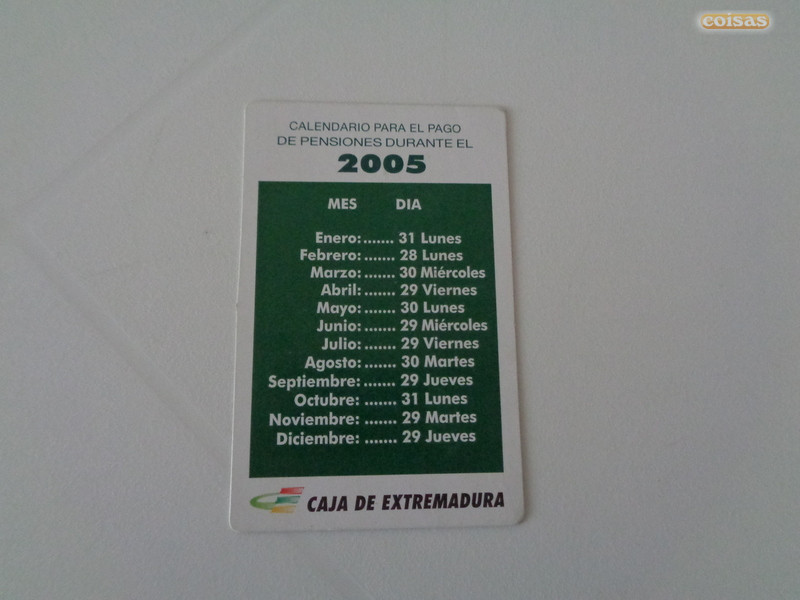 coisas
CALENDARIO PARA EL PAGO
DE PENSIONES DURANTE EL
2005
MES DIA
Enero:....... 31 Lunes
Febrero:....... 28 Lunes
Marzo:....... 30 Miércoles
Abril:....... 29 Viernes
Mayo:....... 30 Lunes
Junio:....... 29 Miércoles
Julio:....... 29 Viernes
Agosto:....... 30 Martes
Septiembre:....... 29 Jueves
Octubre:....... 31 Lunes
Noviembre:....... 29 Martes
Diciembre:....... 29 Jueves
CAJA DE EXTREMADURA